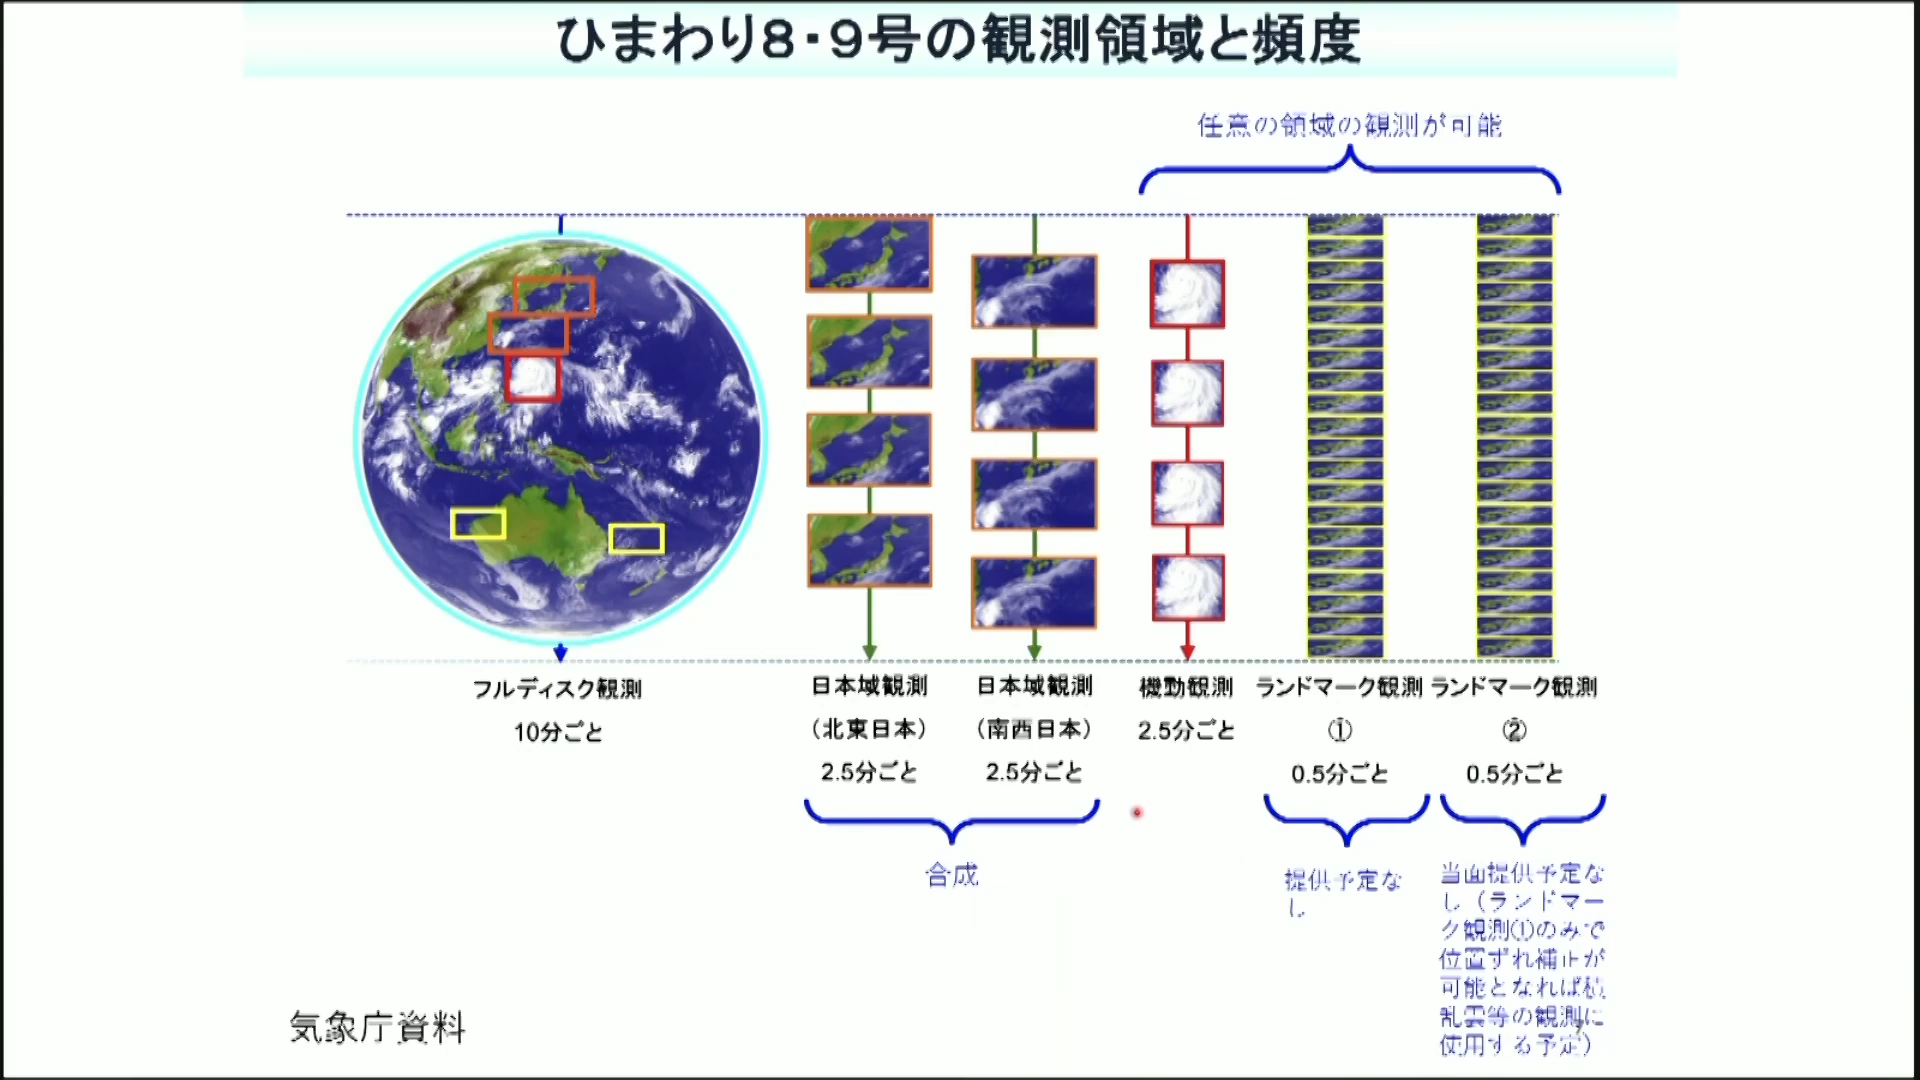 ひまわり8・9号の観測領域と頻度
任意の領域の観測が可能
フルディスク観測
10分ごと
日本域観測
（北東日本）
2.5分ごと
日本域観測
（南西日本）
2.5分ごと
機動観測
2.5分ごと
ランドマーク観測
①
0.5分ごと
ランドマーク観測
②
0.5分ごと
合成
提供予定な
し
当面提供予定な
し（ランドマー
ク観測①のみで
位置ずれ補正が
可能となれば積
乱雲等の観測に
使用する予定）
気象庁資料